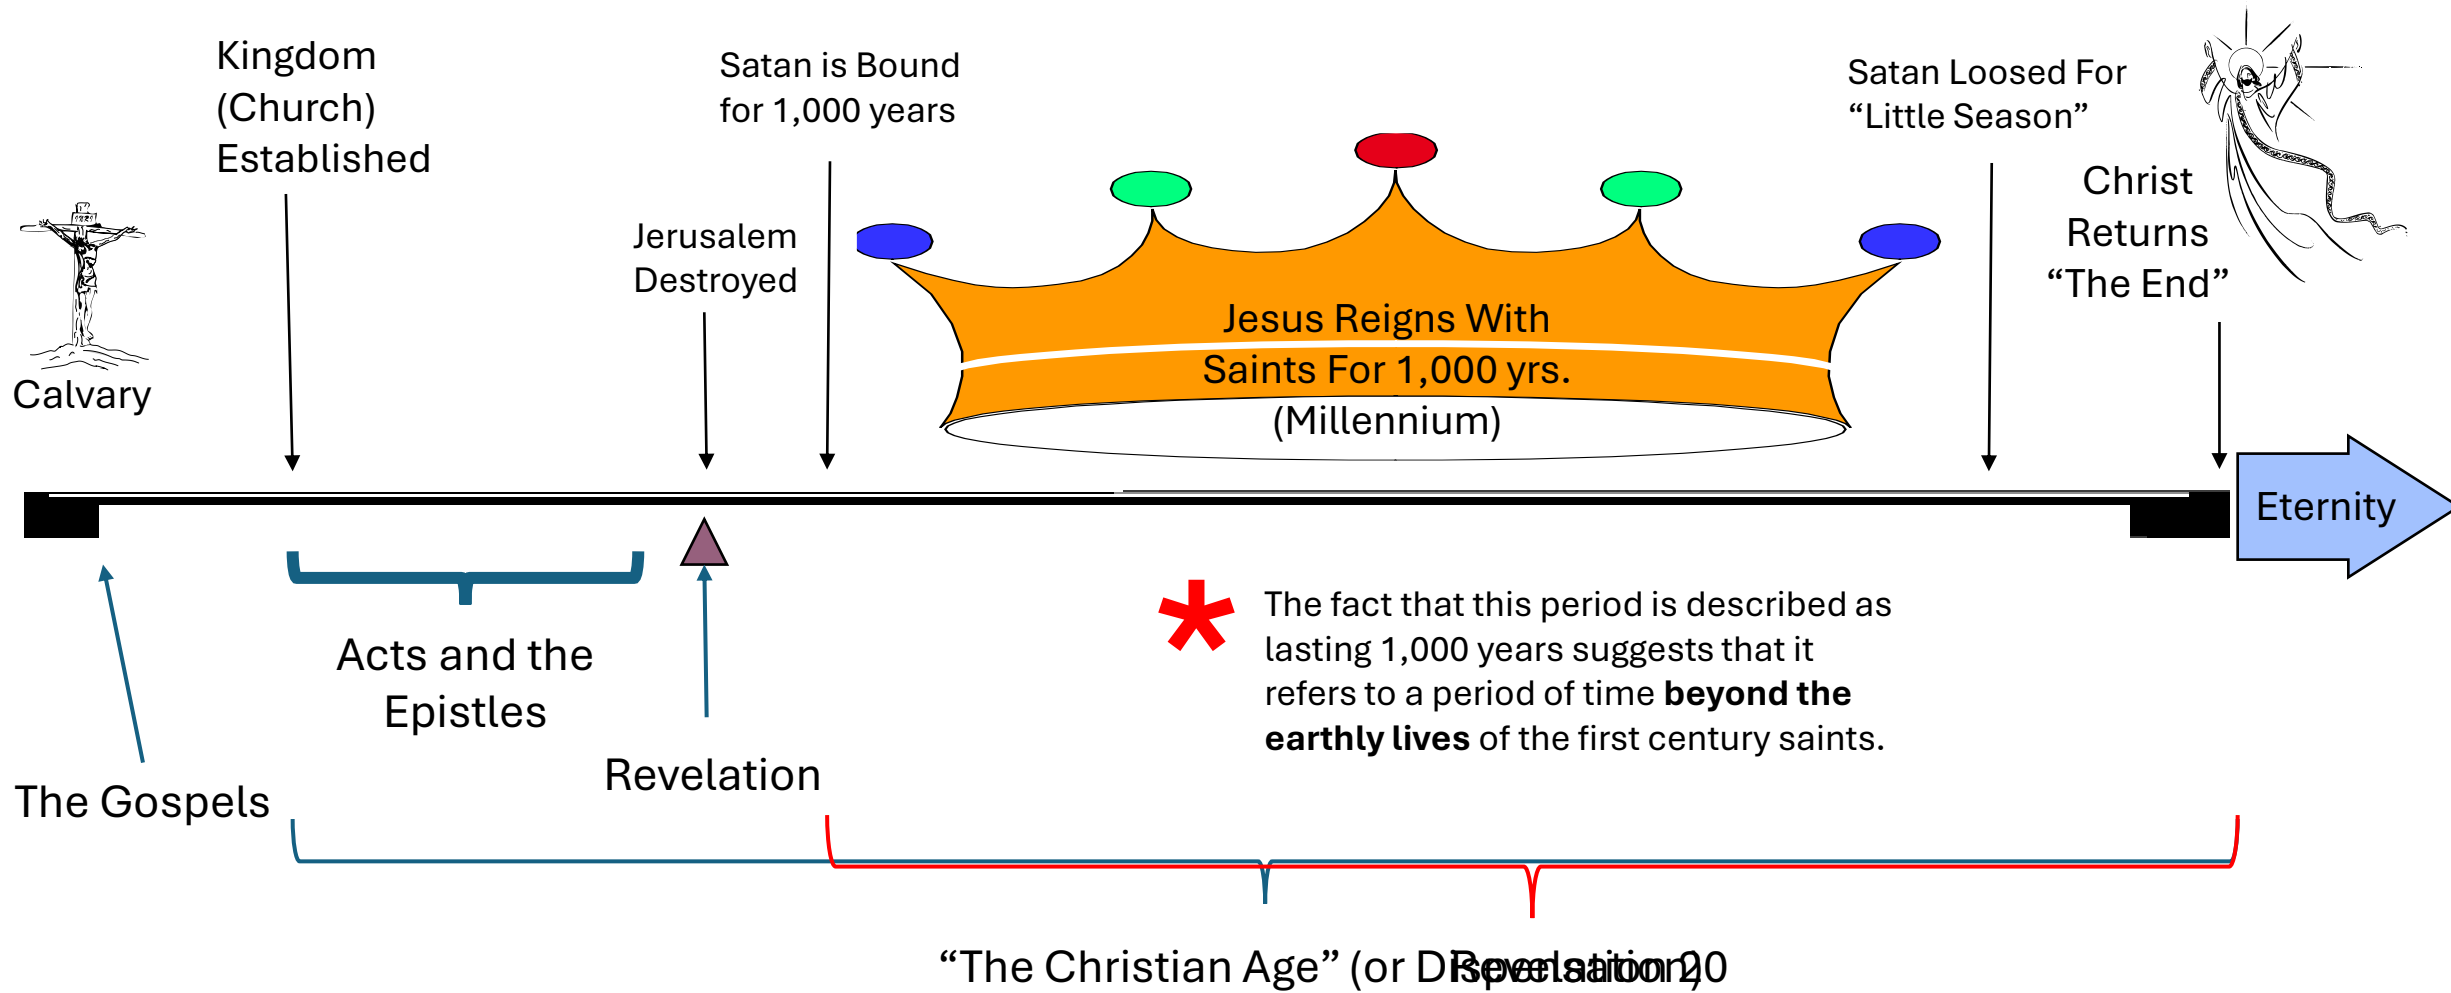 Kingdom
(Church)
Established
Satan is Bound
for 1,000 years
Satan Loosed For
“Little Season”
Christ
Returns
“The End”
Jerusalem
Destroyed
Calvary
Jesus Reigns With
Saints For 1,000 yrs.
(Millennium)
Eternity
The fact that this period is described as
lasting 1,000 years suggests that it
refers to a period of time beyond the
earthly lives of the first century saints.
*
Acts and the
Epistles
Revelation
The Gospels
“The Christian Age” (or Dispensation)
Revelation 20